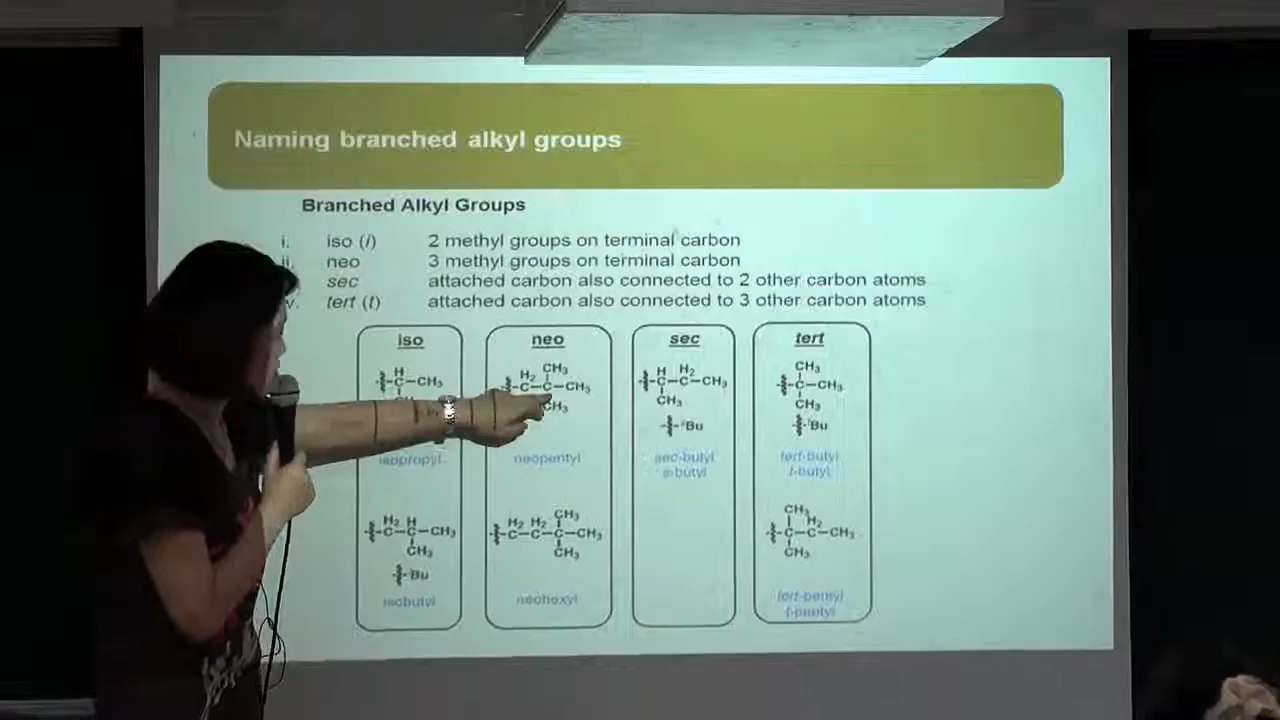 Naming branched alkyl groups
Branched Alkyl Groups
i. iso (i) 2 methyl groups on terminal carbon
ii. neo 3 methyl groups on terminal carbon
sec attached carbon also connected to 2 other carbon atoms
v. tert (t) attached carbon also connected to 3 other carbon atoms
iso
H
C-CH3
isopropyl
H2 H
C-C-CH3
CH3
iBu
isobutyl
neo
H2 CH3
C-C-CH3
CH3
neopentyl
H2 H2 CH3
C-C-C-CH3
CH3
neohexyl
sec
H H2
C-C-CH3
CH3
sBu
sec-butyl
s-butyl
tert
CH3
C-CH3
CH3
tBu
tert-butyl
t-butyl
CH3 H2
C-C-CH3
CH3
tert-pentyl
t-pentyl